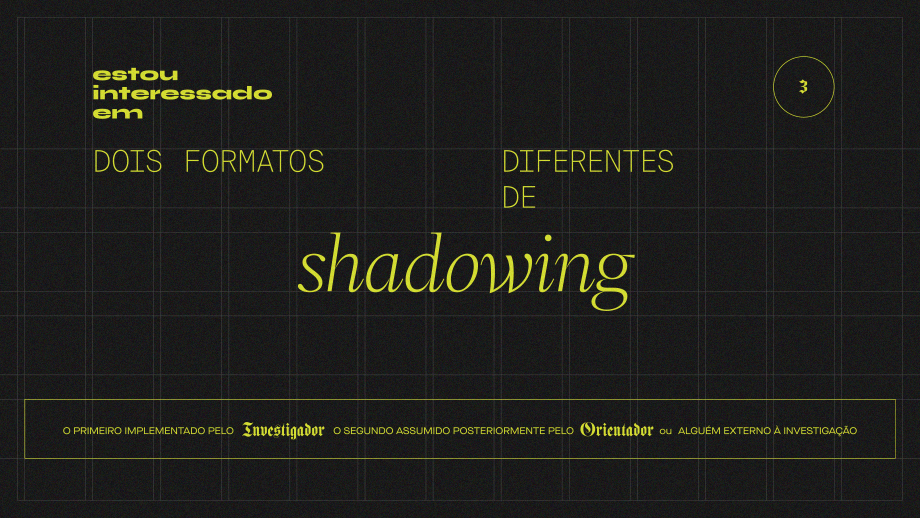 estou
interessado
em
3
DOIS FORMATOS
DIFERENTES
DE
shadowing
O PRIMEIRO IMPLEMENTADO PELO Investigador O SEGUNDO ASSUMIDO POSTERIORMENTE PELO Orientador ou ALGUÉM EXTERNO À INVESTIGAÇÃO